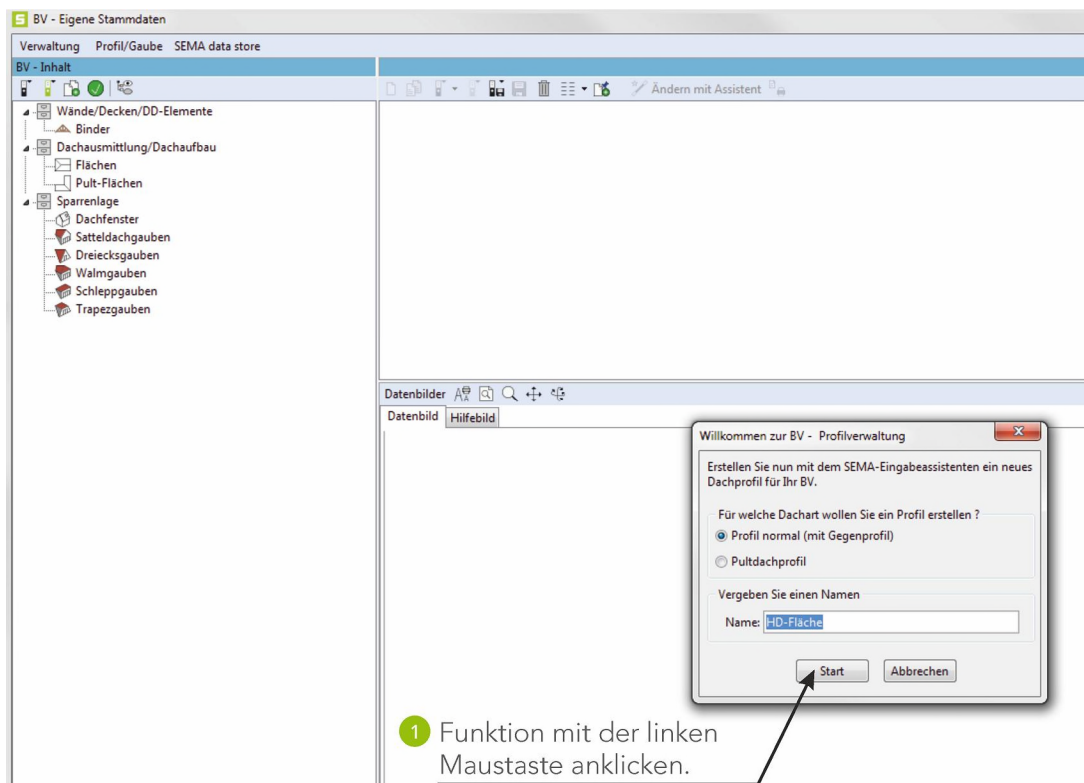 BV - Eigene Stammdaten
Verwaltung Profil/Gaube SEMA data store
BV - Inhalt
Ändern mit Assistent
Wände/Decken/DD-Elemente
Binder
Dachausmittlung/Dachaufbau
Flächen
Pult-Flächen
Sparrenlage
Dachfenster
Satteldachgauben
Dreiecksgauben
Walmgauben
Schleppgauben
Trapezgauben
Datenbilder
Datenbild Hilfebild
Willkommen zur BV - Profilverwaltung
Erstellen Sie nun mit dem SEMA-Eingabeassistenten ein neues
Dachprofil für Ihr BV.
Für welche Dachart wollen Sie ein Profil erstellen ?
Profil normal (mit Gegenprofil)
Pultdachprofil
Vergeben Sie einen Namen
Name: HD-Fläche
Start Abbrechen
1 Funktion mit der linken
Maustaste anklicken.